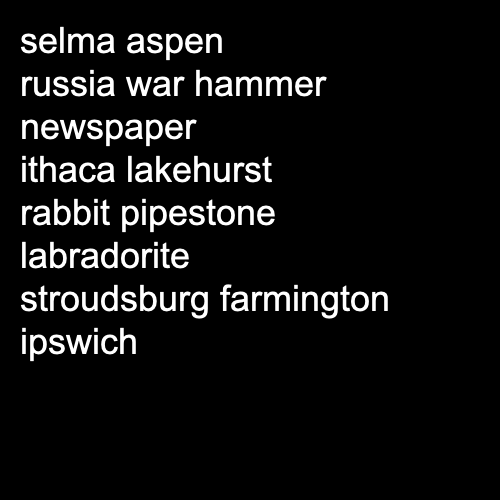 selma aspen
russia war hammer
newspaper
ithaca lakehurst
rabbit pipestone
labradorite
stroudsburg farmington
ipswich